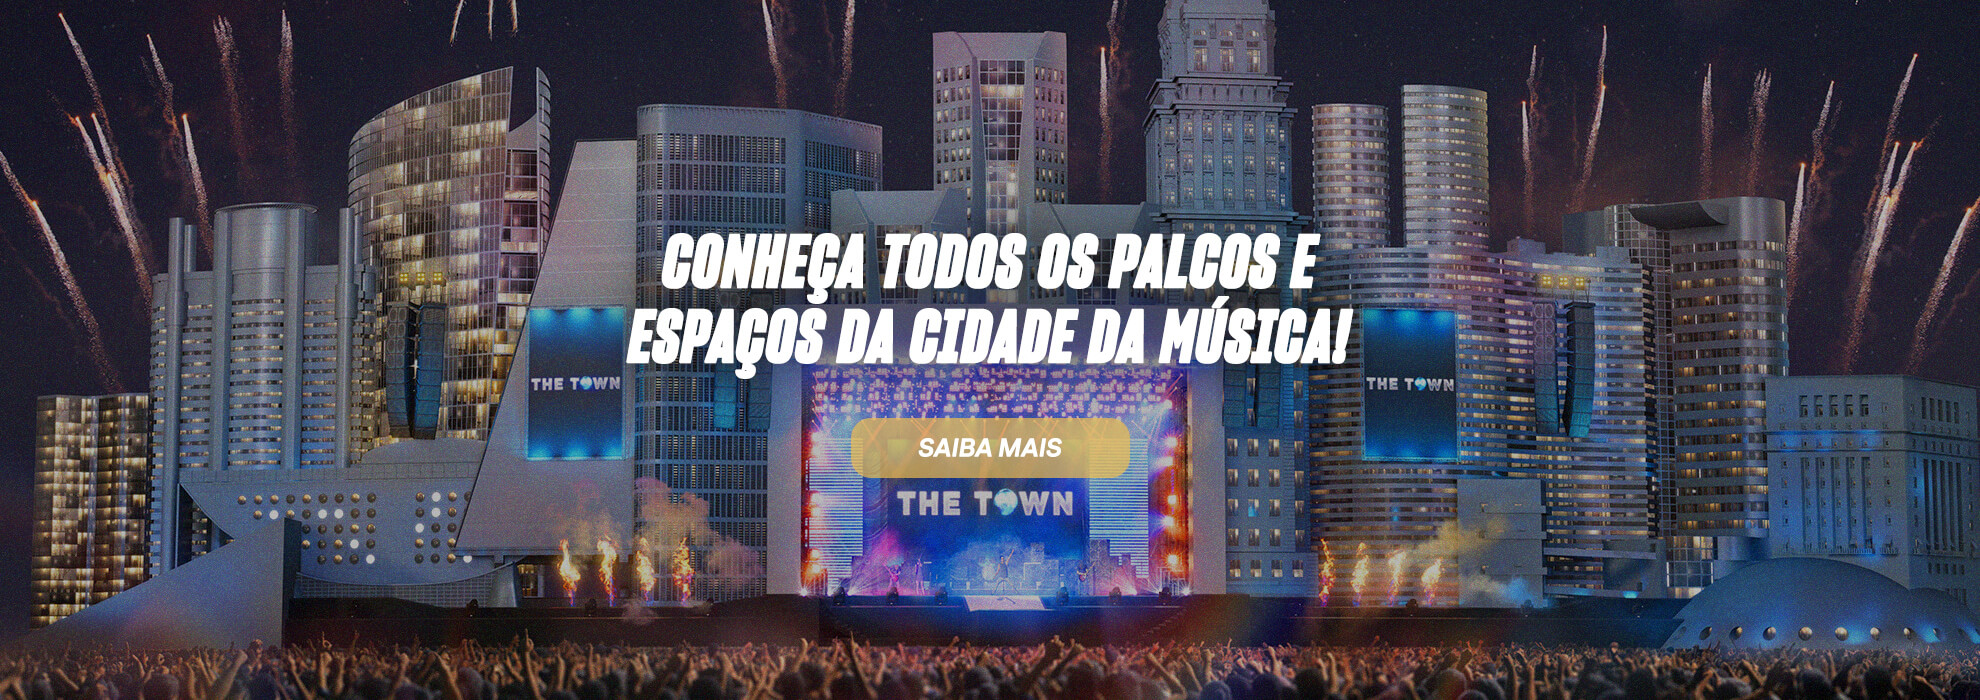 CONHEÇA TODOS OS PALCOS E
ESPAÇOS DA CIDADE DA MÚSICA!
THE TOWN
THE TOWN
SAIBA MAIS
THE TOWN